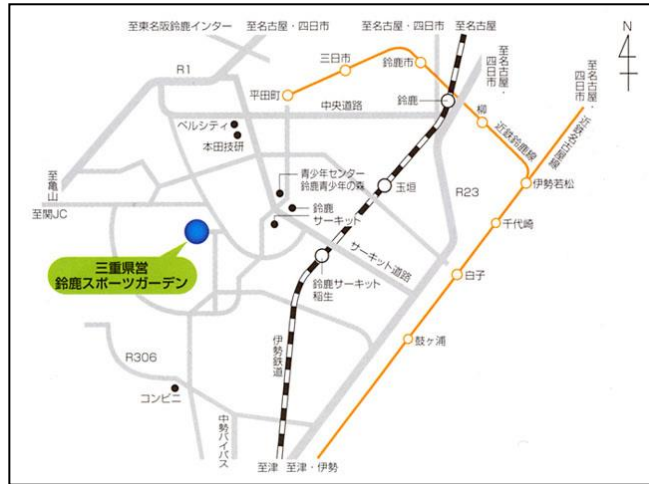 至東名阪鈴鹿インター
至名古屋・四日市
至名古屋・四日市
至名古屋
N
三日市
鈴鹿市
至名古屋・四日市
至名古屋・四日市
R1
平田町
中央道路
鈴鹿
柳
近鉄鈴鹿線
近鉄名古屋線
ベルシティ
本田技研
至亀山
青少年センター
鈴鹿青少年の森
玉垣
R23
伊勢若松
至関JC
鈴鹿
サーキット
千代崎
三重県営
鈴鹿スポーツガーデン
サーキット道路
鈴鹿サーキット
稲生
白子
伊勢鉄道
鼓ヶ浦
R306
コンビニ
中勢バイパス
至津
至津・伊勢